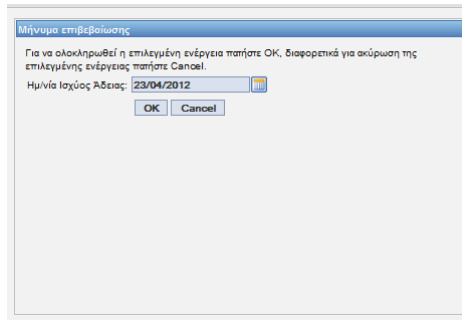 Μήνυμα επιβεβαίωσης
Για να ολοκληρωθεί η επιλεγμένη ενέργεια πατήστε OK, διαφορετικά για ακύρωση της
επιλεγμένης ενέργειας πατήστε Cancel.
Ημ/νία Ισχύος Άδειας: 23/04/2012
OK Cancel